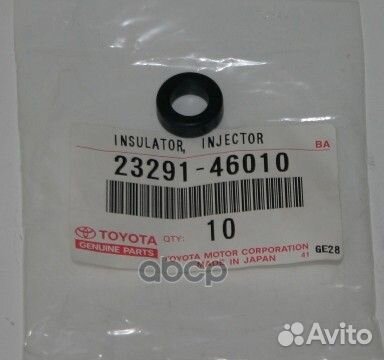 INSULATOR, INJECTOR BA
23291-46010
TOYOTA QTY: 10
GENUINE PARTS
TOYOTA MOTOR CORPORATION GE28
MADE IN JAPAN 41
abcp
Avito